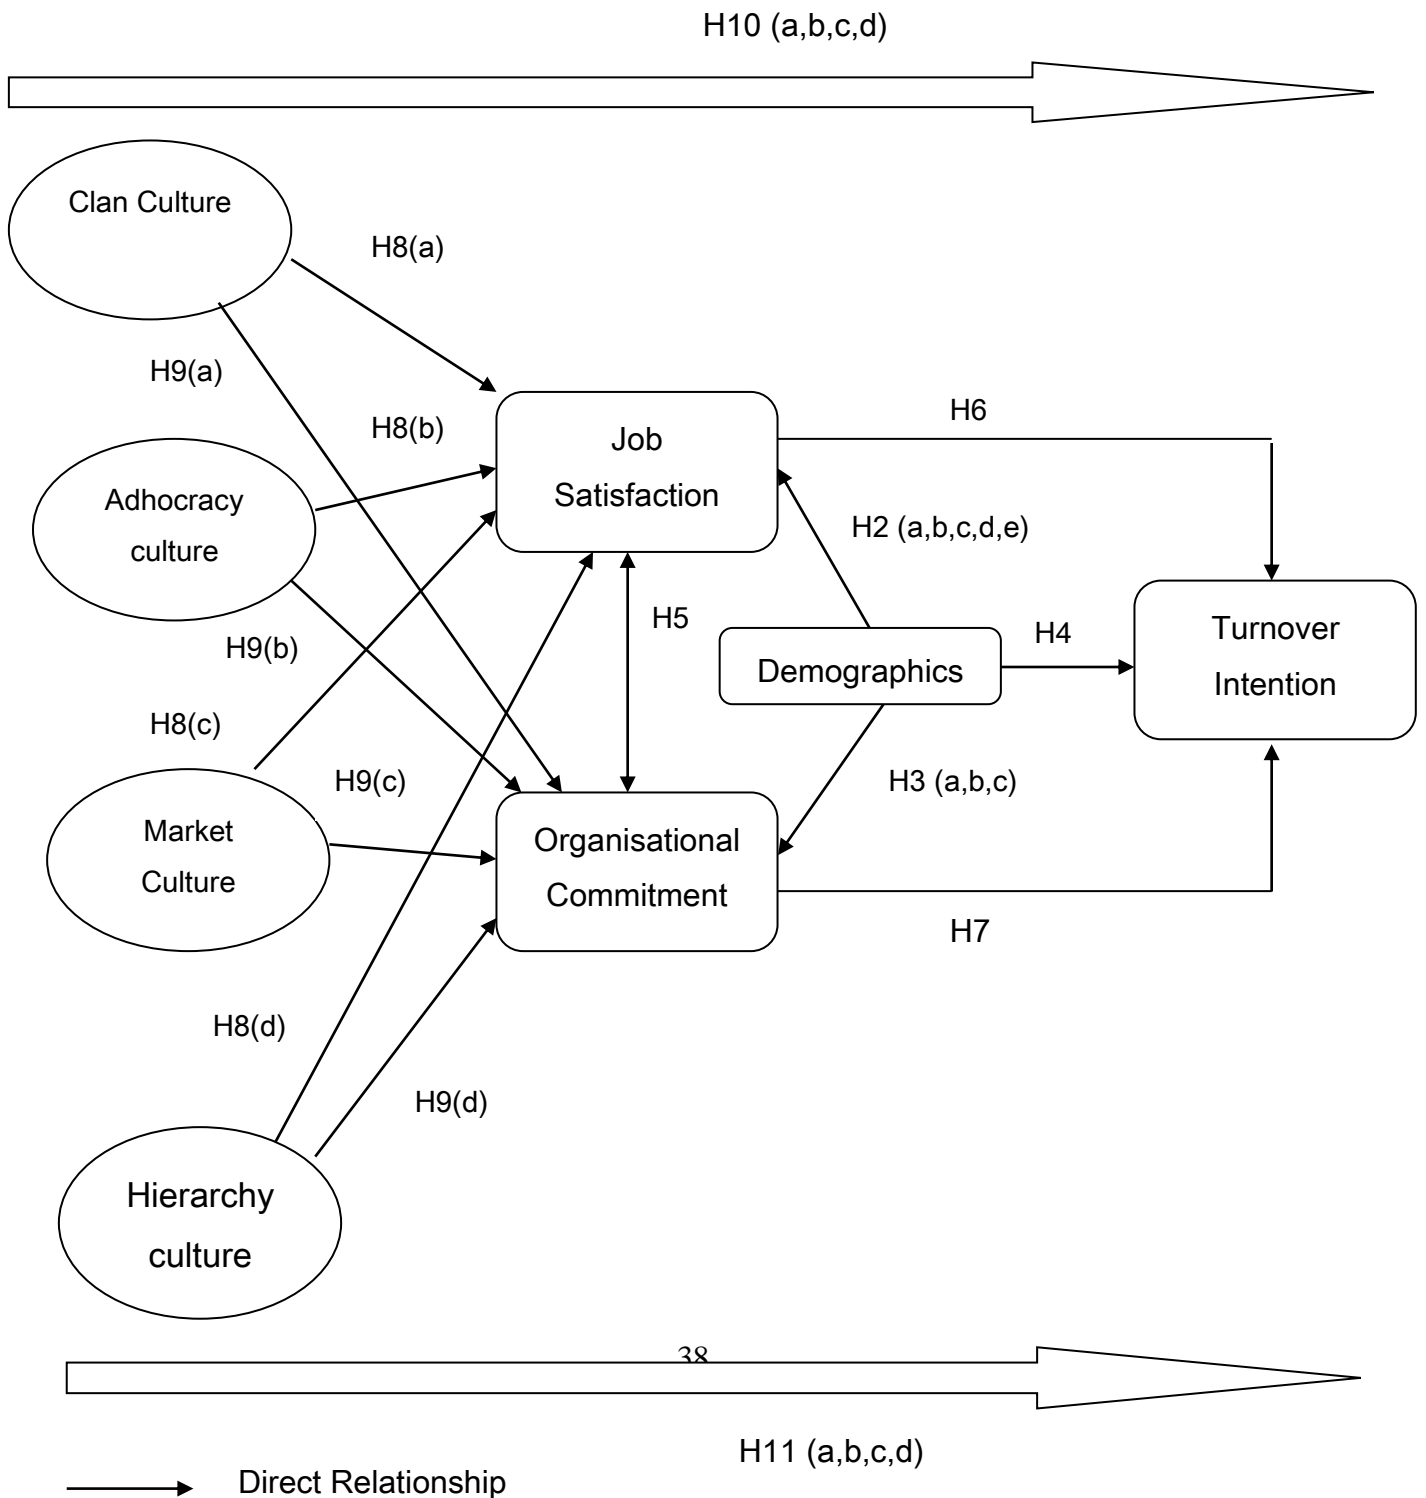 H10 (a,b,c,d)
Clan Culture
H8(a)
H9(a)
H8(b)
Job
Satisfaction
H6
Adhocracy
culture
H2 (a,b,c,d,e)
H5
H9(b)
H4
Demographics
Turnover
Intention
H8(c)
H9(c)
H3 (a,b,c)
Market
Culture
Organisational
Commitment
H7
H8(d)
H9(d)
Hierarchy
culture
38
H11 (a,b,c,d)
Direct Relationship